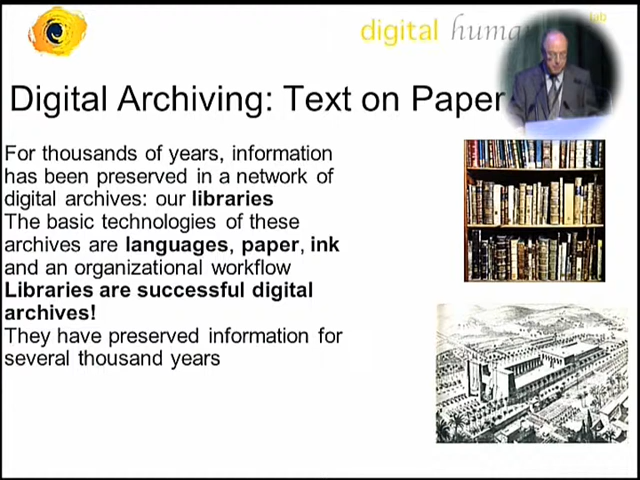 digital huma
lab
Digital Archiving: Text on Paper
For thousands of years, information
has been preserved in a network of
digital archives: our libraries
The basic technologies of these
archives are languages, paper, ink
and an organizational workflow
Libraries are successful digital
archives!
They have preserved information for
several thousand years